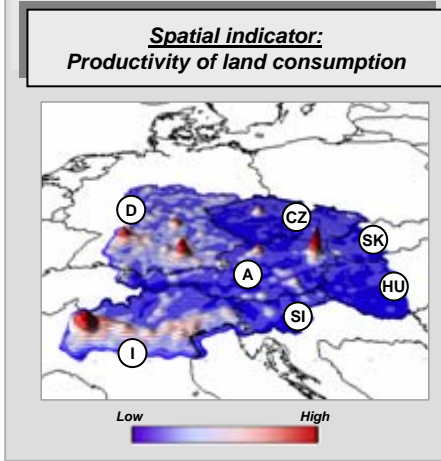 Spatial indicator:
Productivity of land consumption
D
CZ
SK
A
HU
SI
I
Low High